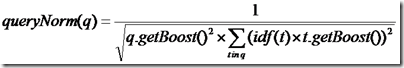 queryNorm(q) = 1 / √(q.getBoost()² × ∑ (idf(t) × t.getBoost())²)
t in q